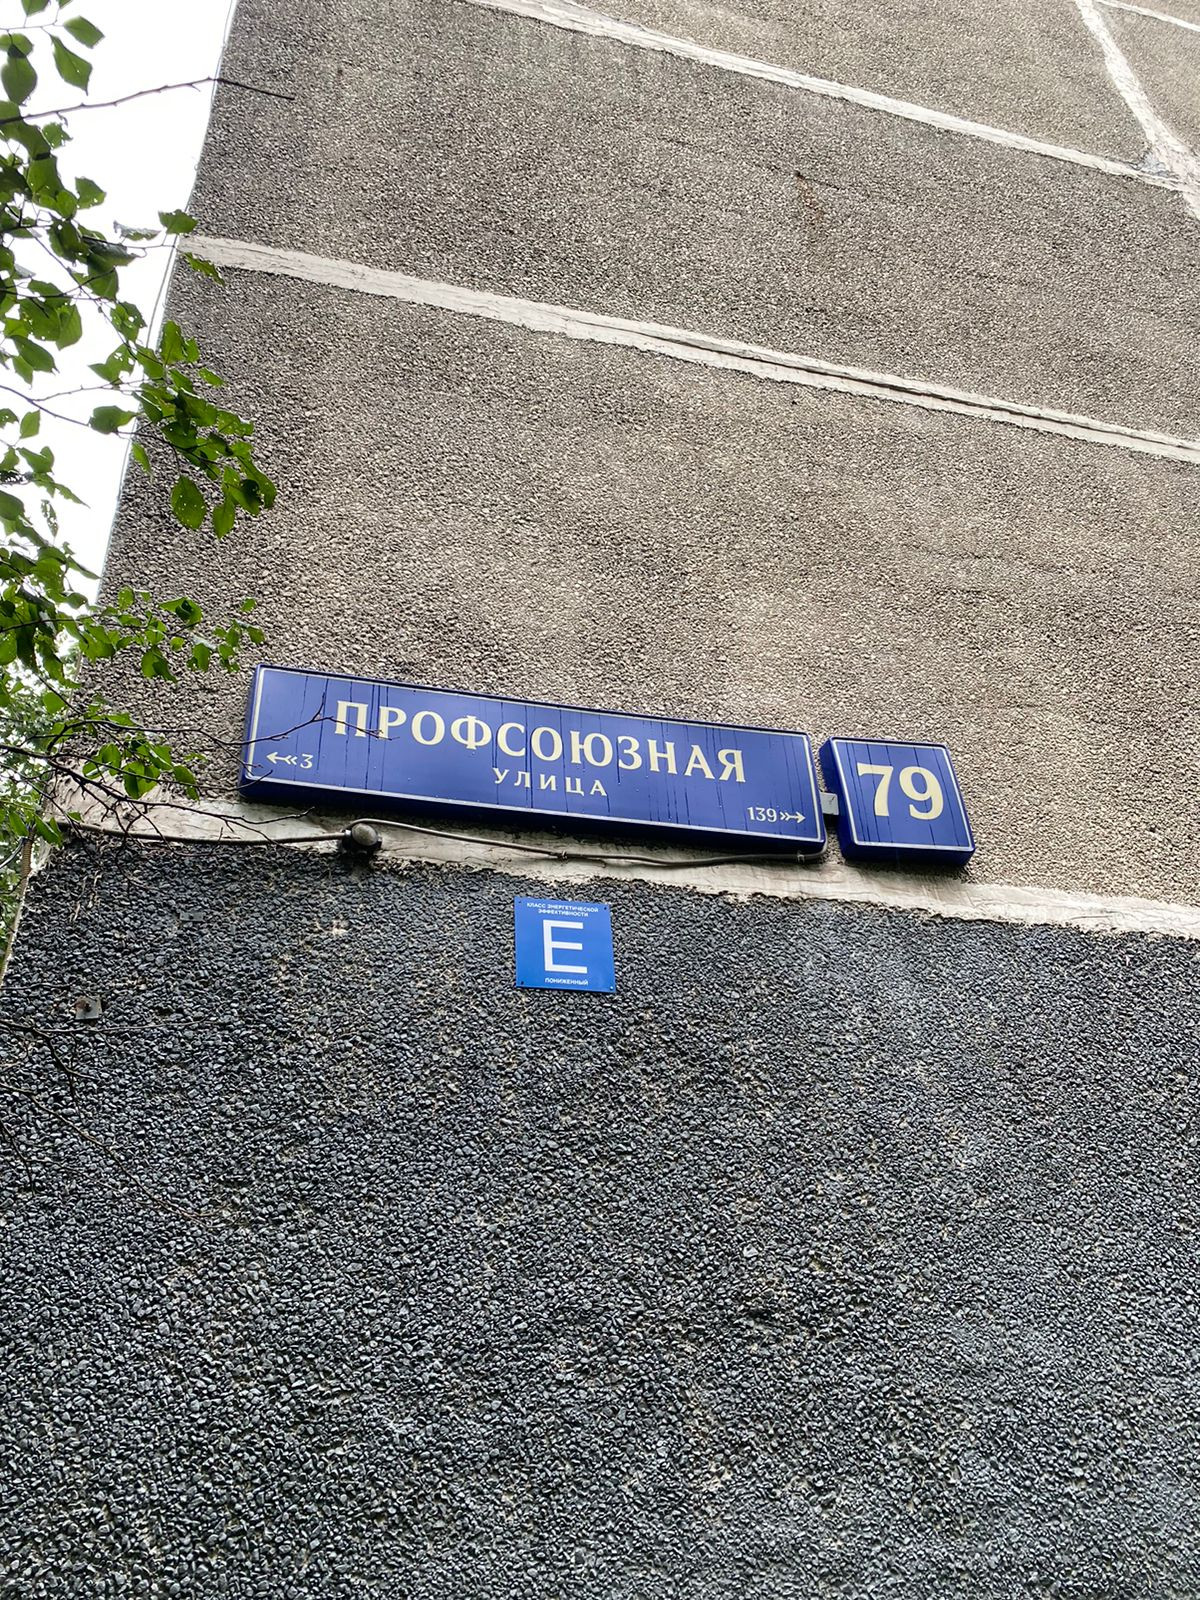 ПРОФСОЮЗНАЯ
УЛИЦА
3
139
79
КЛАСС ЭНЕРГЕТИЧЕСКОЙ
ЭФФЕКТИВНОСТИ
E
ПОНИЖЕННЫЙ